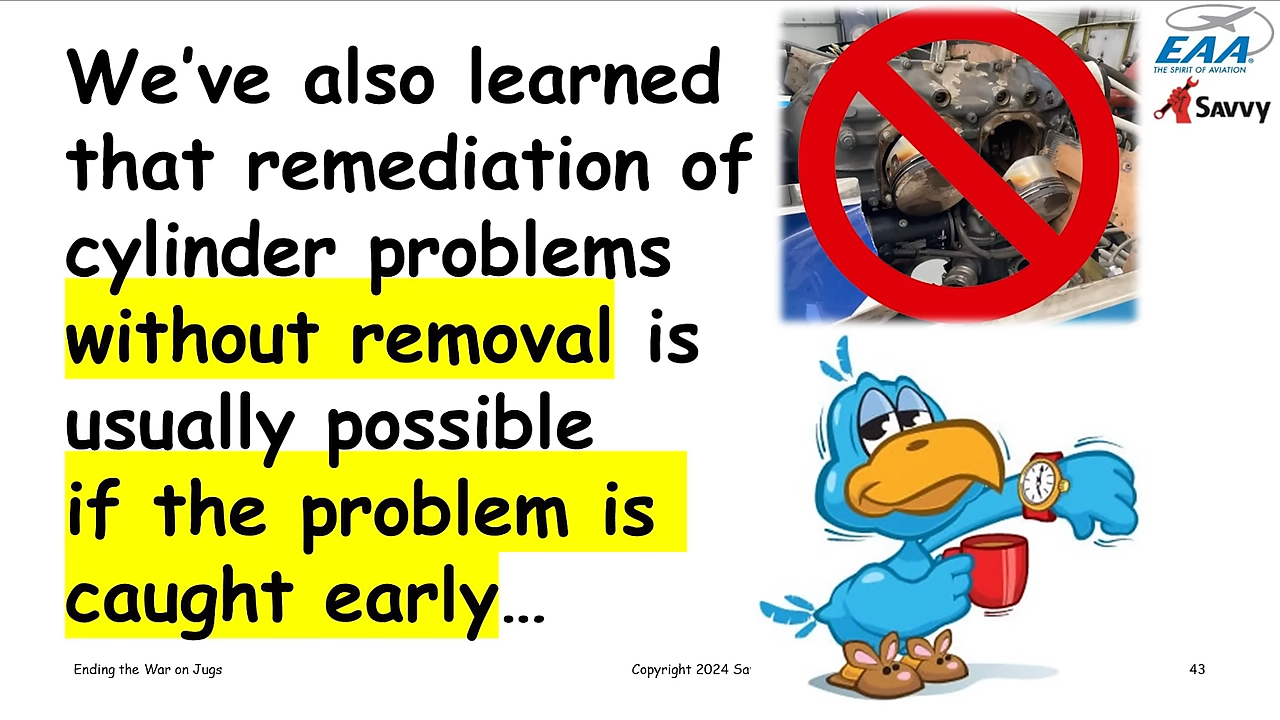 We've also learned
that remediation of
cylinder problems
without removal is
usually possible
if the problem is
caught early…
EAA
THE SPIRIT OF AVIATION
SAVVY
Ending the War on Jugs
Copyright 2024
43